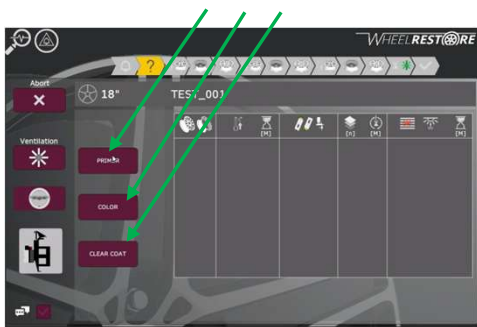 WHEELRESTORE
?
Abort
18"
TEST_001
[M]
[n]
[M]
[M]
Ventilation
PRIMER
COLOR
CLEAR COAT